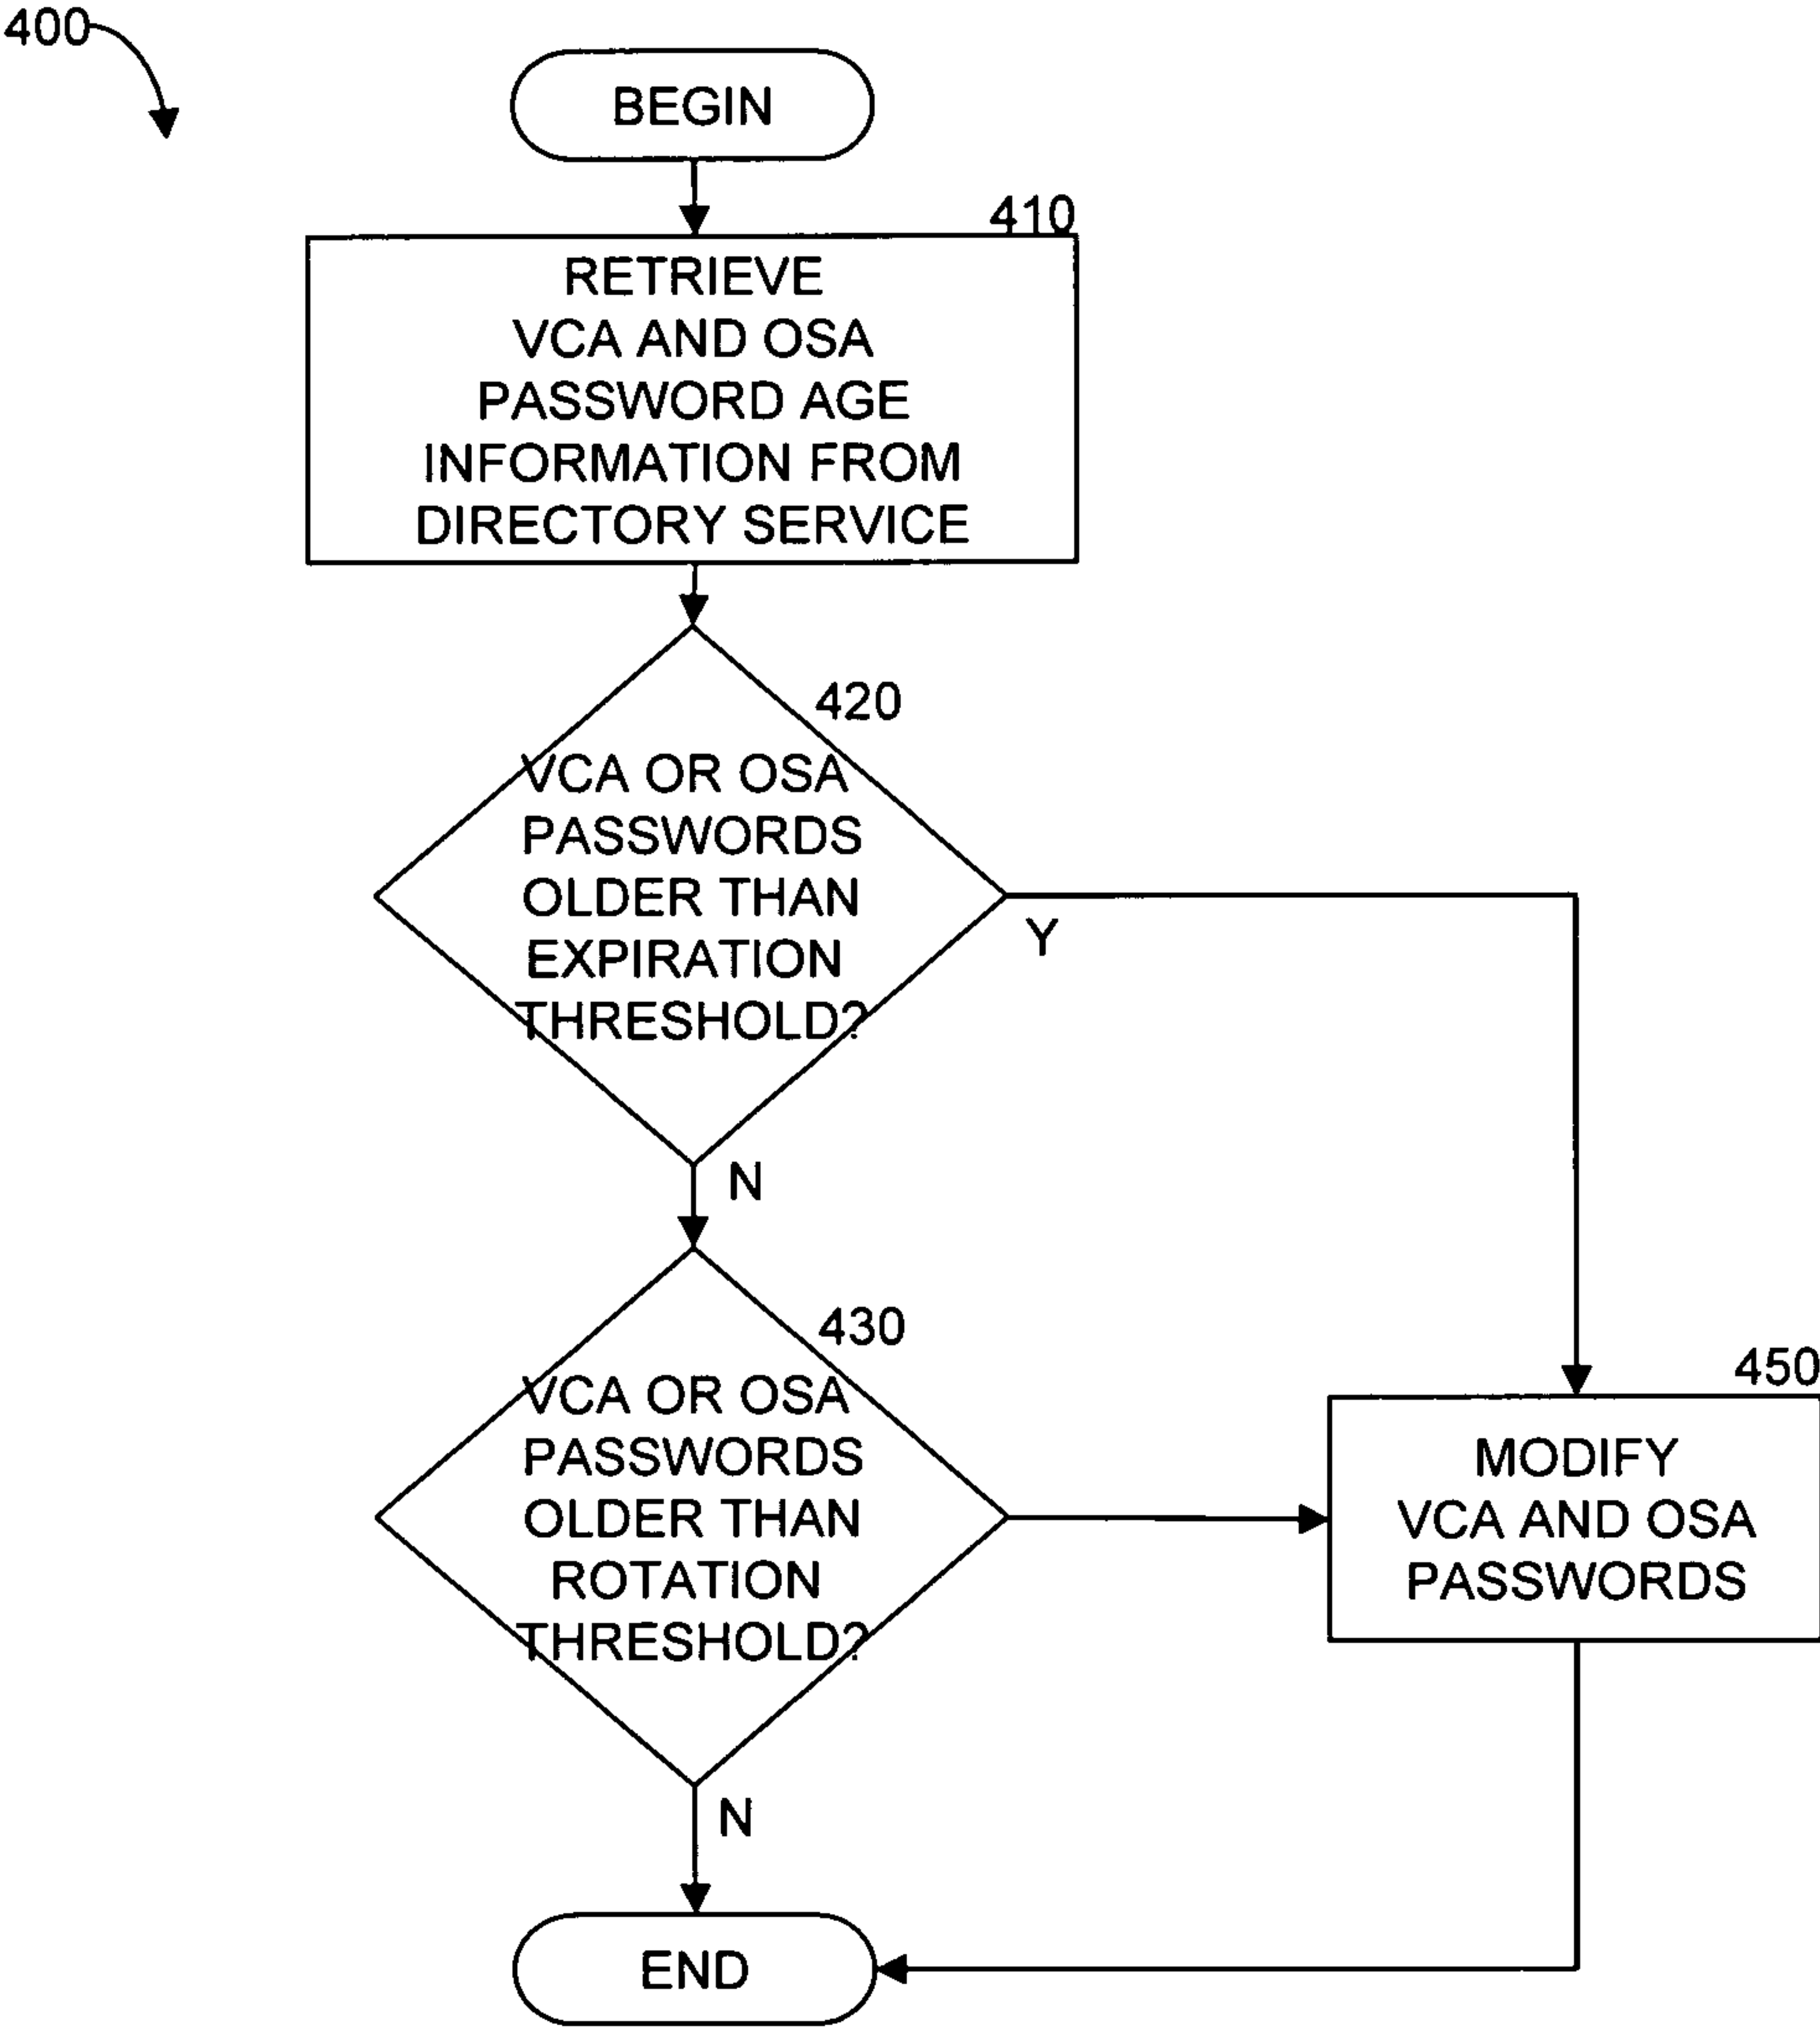 400
BEGIN
410
RETRIEVE
VCA AND OSA
PASSWORD AGE
INFORMATION FROM
DIRECTORY SERVICE
420
VCA OR OSA
PASSWORDS
OLDER THAN
EXPIRATION
THRESHOLD?
Y
N
430
VCA OR OSA
PASSWORDS
OLDER THAN
ROTATION
THRESHOLD?
450
MODIFY
VCA AND OSA
PASSWORDS
N
END